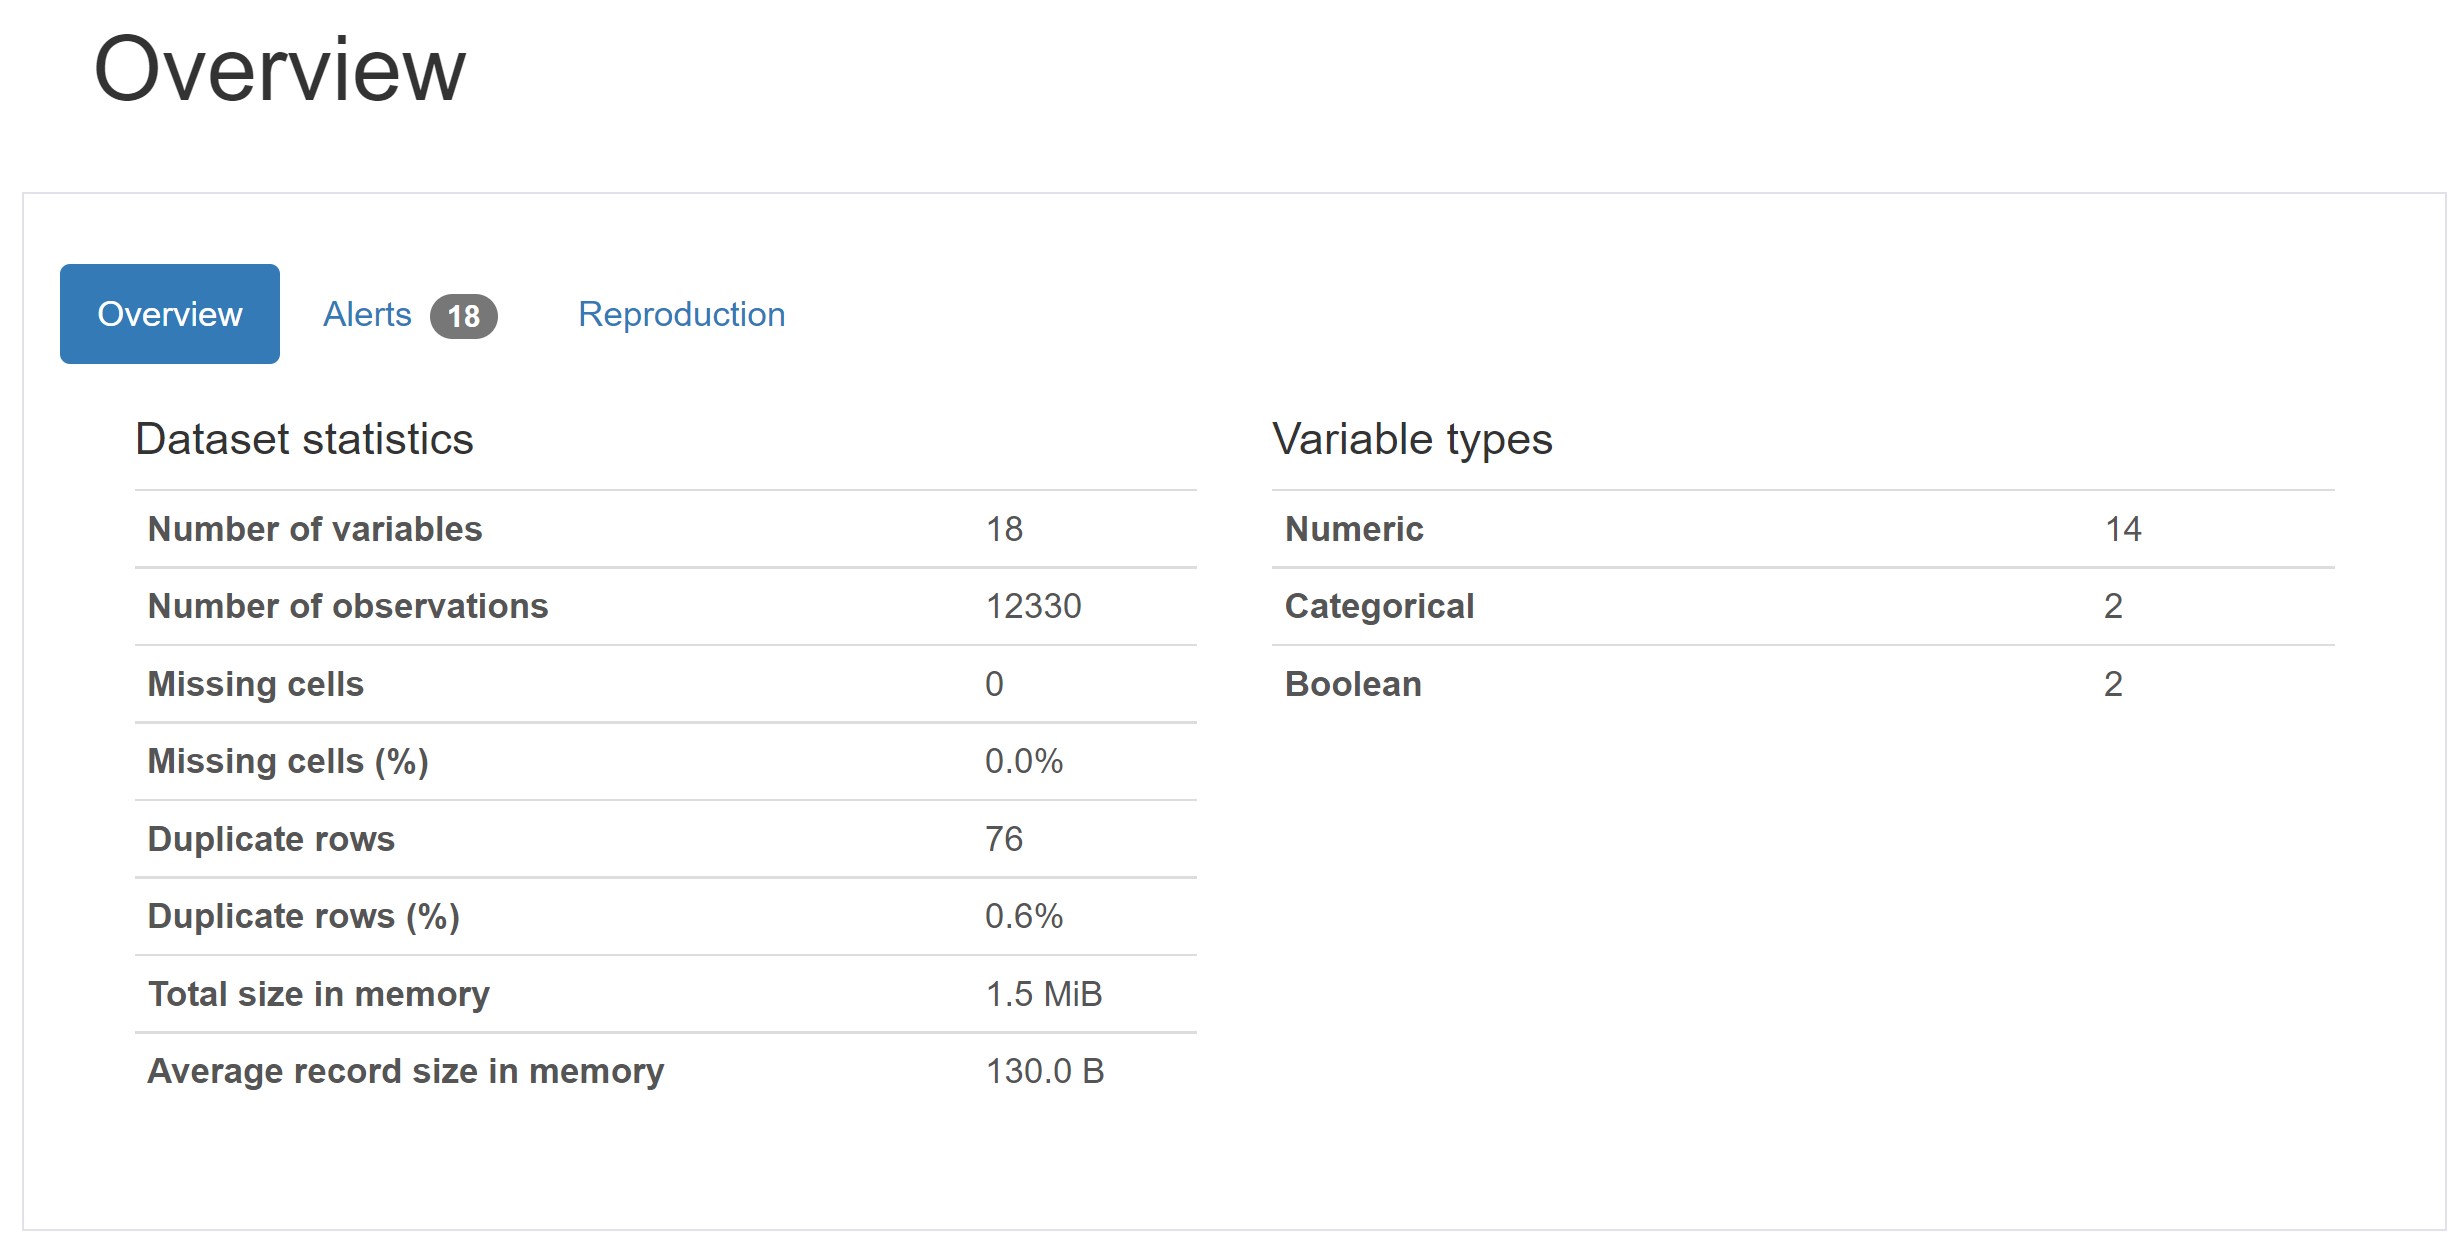 Overview
Overview
Alerts 18
Reproduction
Dataset statistics
Number of variables 18
Number of observations 12330
Missing cells 0
Missing cells (%) 0.0%
Duplicate rows 76
Duplicate rows (%) 0.6%
Total size in memory 1.5 MiB
Average record size in memory 130.0 B
Variable types
Numeric 14
Categorical 2
Boolean 2